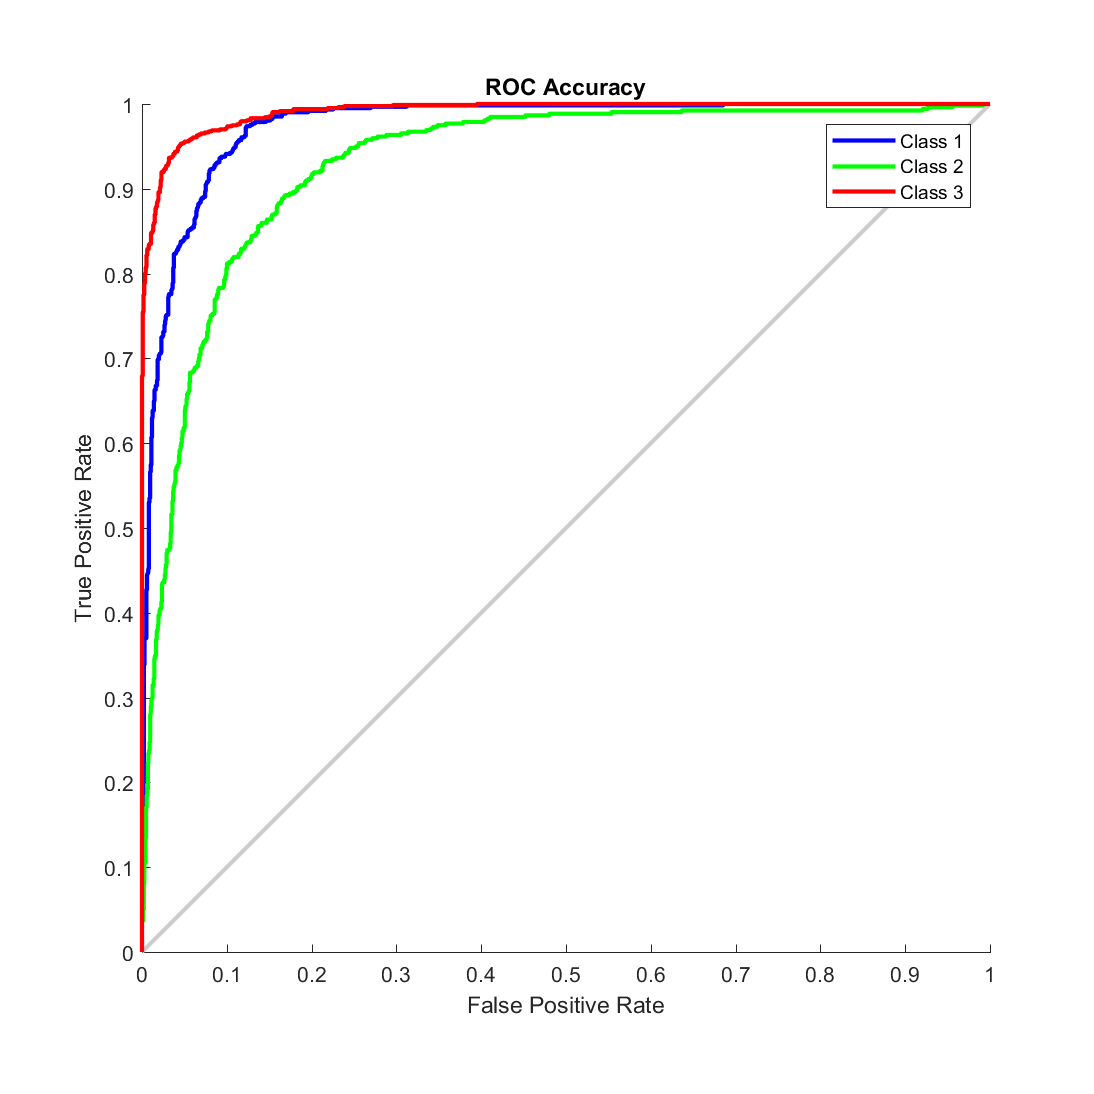 ROC Accuracy
1
0.9
0.8
0.7
0.6
0.5
0.4
0.3
0.2
0.1
0
True Positive Rate
Class 1
Class 2
Class 3
0 0.1 0.2 0.3 0.4 0.5 0.6 0.7 0.8 0.9 1
False Positive Rate